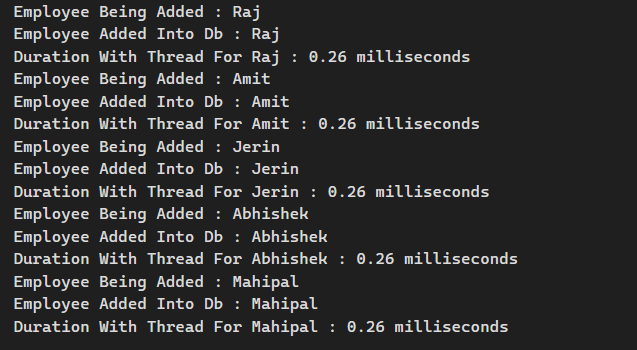 Employee Being Added : Raj
Employee Added Into Db : Raj
Duration With Thread For Raj : 0.26 milliseconds
Employee Being Added : Amit
Employee Added Into Db : Amit
Duration With Thread For Amit : 0.26 milliseconds
Employee Being Added : Jerin
Employee Added Into Db : Jerin
Duration With Thread For Jerin : 0.26 milliseconds
Employee Being Added : Abhishek
Employee Added Into Db : Abhishek
Duration With Thread For Abhishek : 0.26 milliseconds
Employee Being Added : Mahipal
Employee Added Into Db : Mahipal
Duration With Thread For Mahipal : 0.26 milliseconds